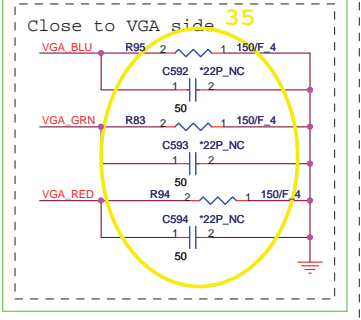 35
Close to VGA side
VGA_BLU R95 2 1 150/F_4
C592 *22P_NC
1 2
50
VGA_GRN R83 2 1 150/F_4
C593 *22P_NC
1 2
50
VGA_RED R94 2 1 150/F_4
C594 *22P_NC
1 2
50